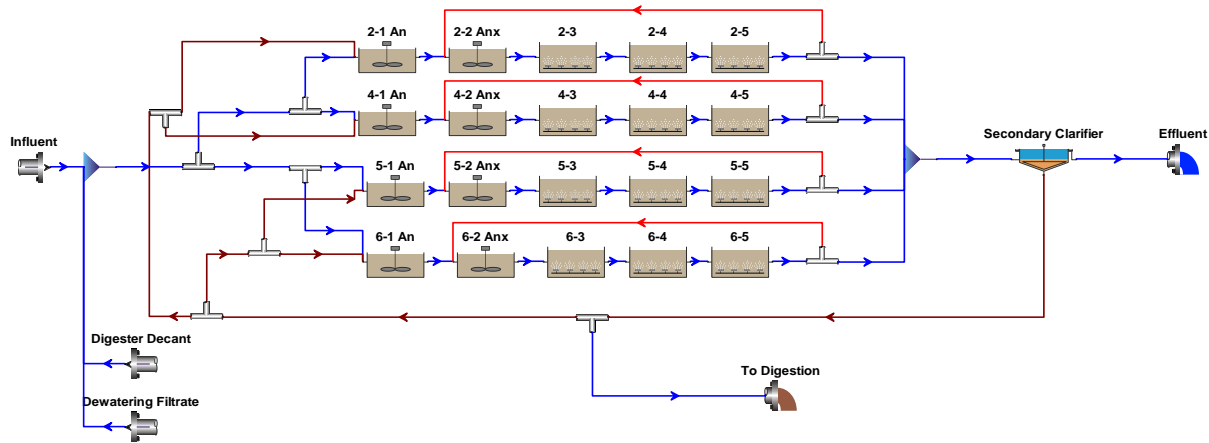 2-1 An
2-2 Anx
2-3
2-4
2-5
4-1 An
4-2 Anx
4-3
4-4
4-5
Influent
Secondary Clarifier
Effluent
5-1 An
5-2 Anx
5-3
5-4
5-5
6-1 An
6-2 Anx
6-3
6-4
6-5
Digester Decant
To Digestion
Dewatering Filtrate